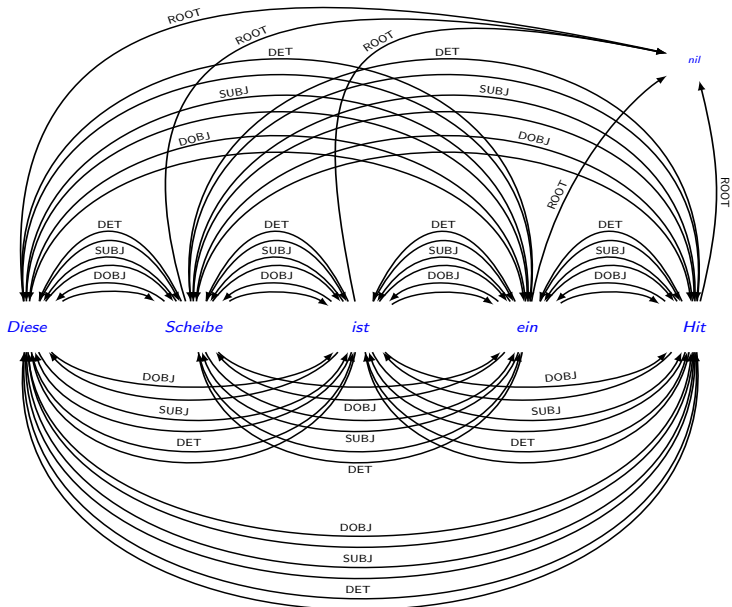 ROOT
ROOT ROOT
DET DET
nil
SUBJ SUBJ
DOBJ DOBJ
ROOT ROOT
DET DET DET DET
SUBJ SUBJ SUBJ SUBJ
DOBJ DOBJ DOBJ DOBJ
Diese Scheibe ist ein Hit
DOBJ DOBJ
SUBJ DOBJ SUBJ
DET SUBJ DET
DET
DOBJ
SUBJ
DET